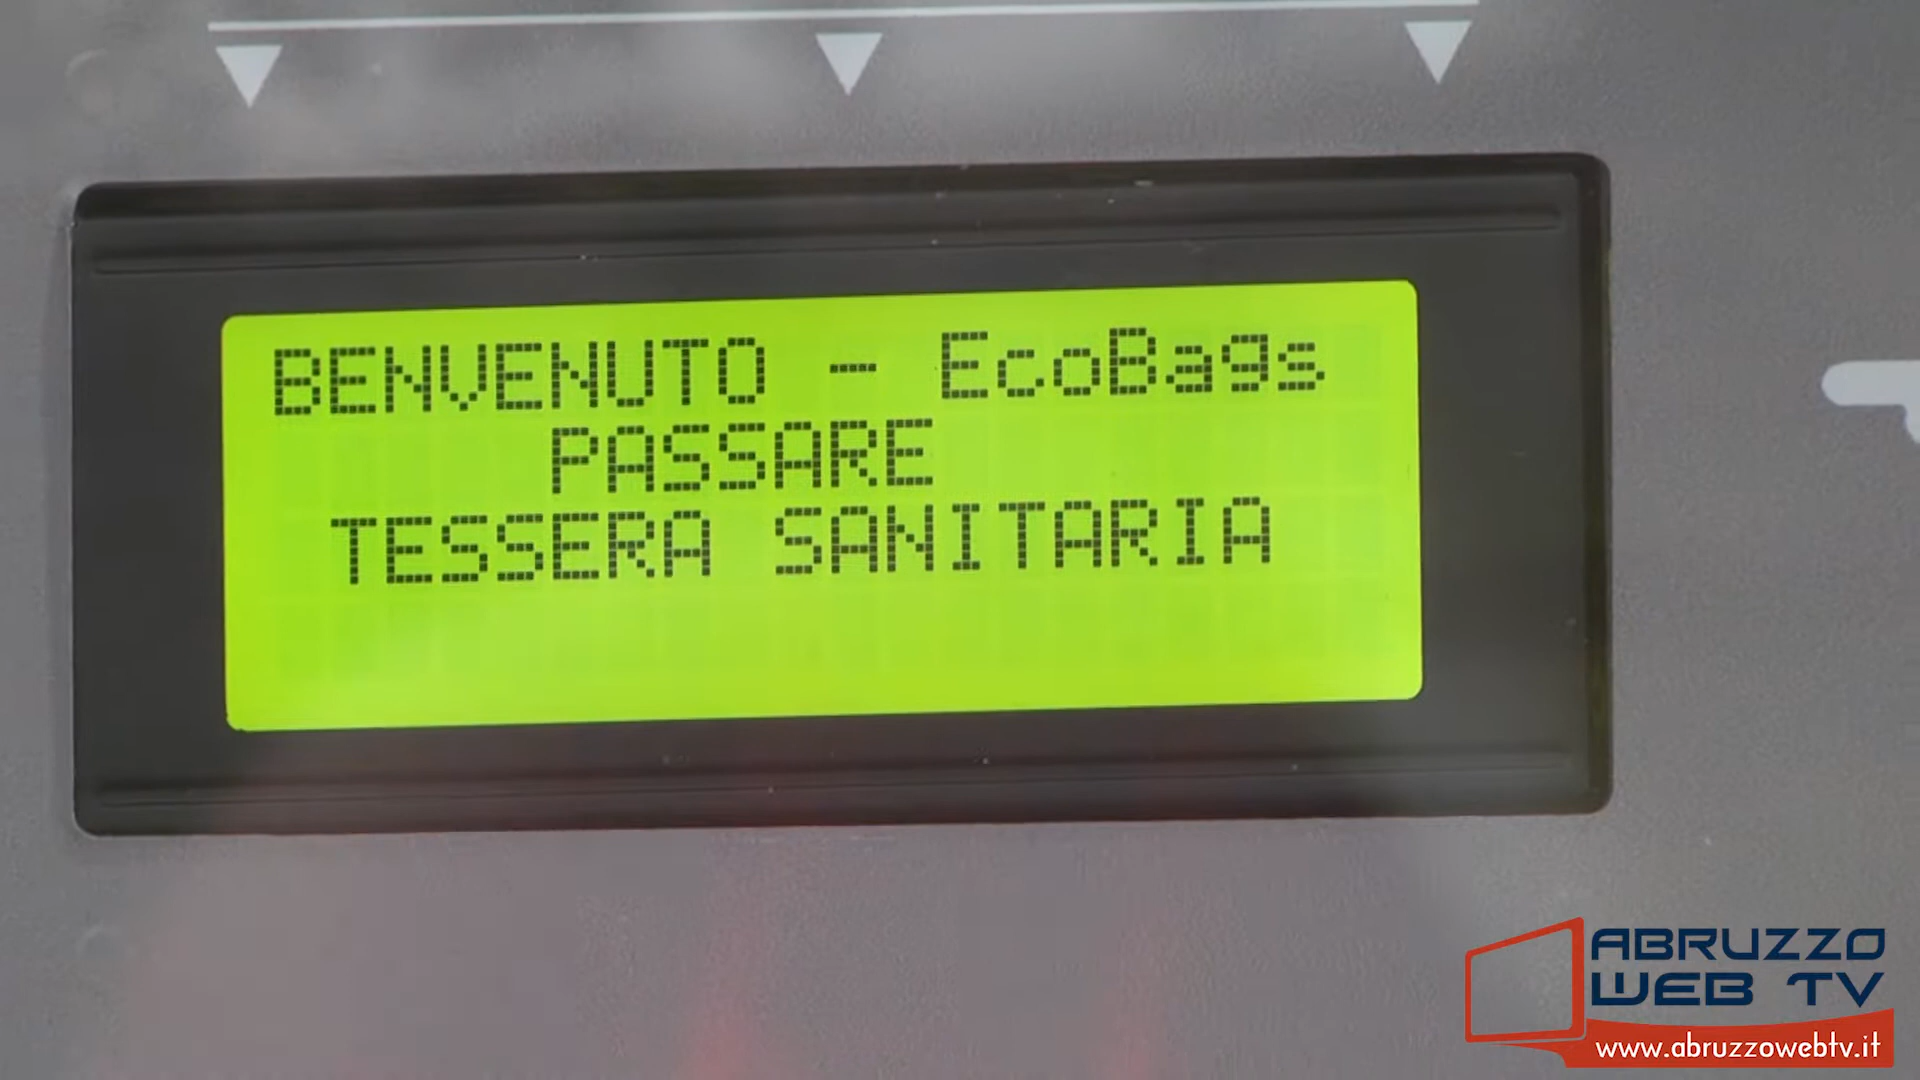 BENVENUTO - EcoBags
PASSARE
TESSERA SANITARIA
ABRUZZO
WEB TV
www.abruzzowebtv.it